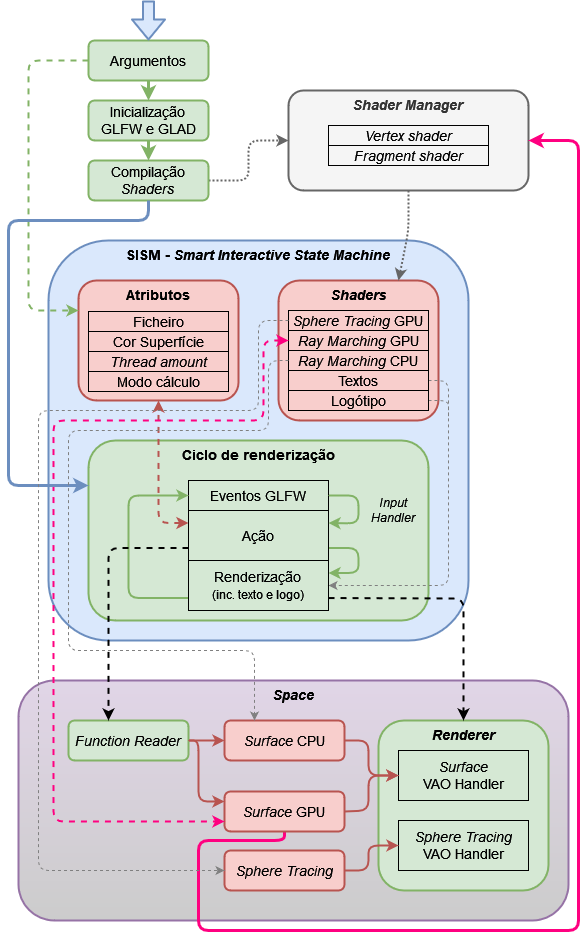 Argumentos
Inicialização
GLFW e GLAD
Compilação
Shaders
Shader Manager
Vertex shader
Fragment shader
SISM - Smart Interactive State Machine
Atributos
Ficheiro
Cor Superfície
Thread amount
Modo cálculo
Shaders
Sphere Tracing GPU
Ray Marching GPU
Ray Marching CPU
Textos
Logótipo
Ciclo de renderização
Eventos GLFW
Ação
Renderização
(inc. texto e logo)
Input
Handler
Space
Function Reader
Surface CPU
Surface GPU
Sphere Tracing
Renderer
Surface
VAO Handler
Sphere Tracing
VAO Handler